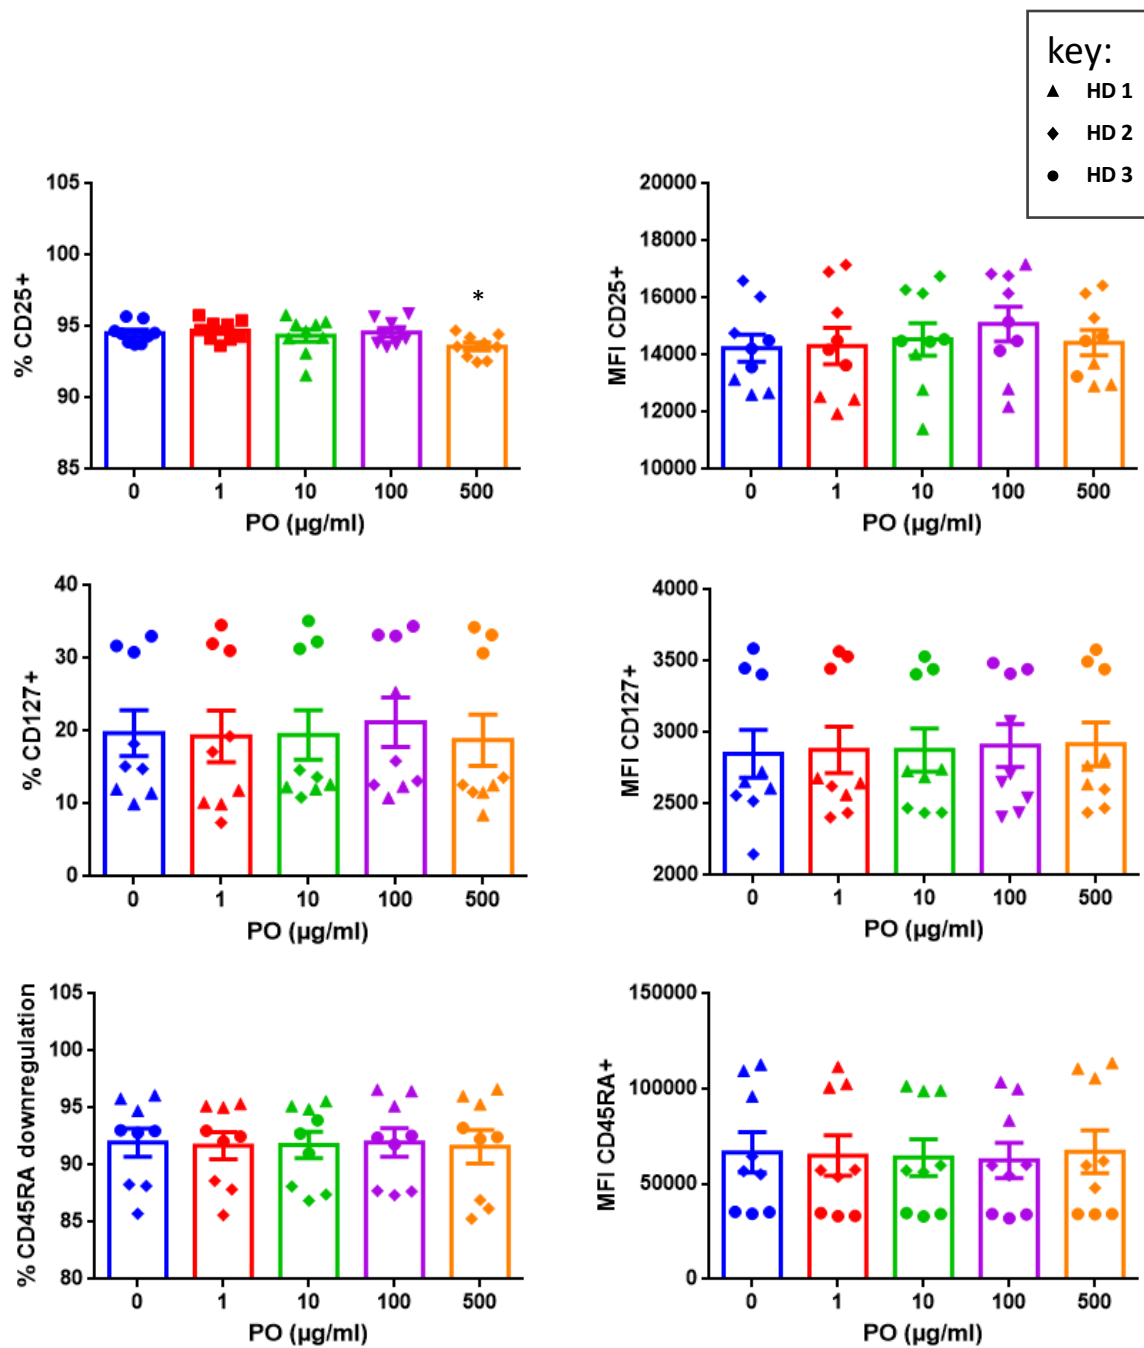 key:
HD 1
HD 2
HD 3
% CD25+
105
100
95
90
85
*
0 1 10 100 500
PO (µg/ml)
MFI CD25+
20000
18000
16000
14000
12000
10000
0 1 10 100 500
PO (µg/ml)
% CD127+
40
30
20
10
0
0 1 10 100 500
PO (µg/ml)
MFI CD127+
4000
3500
3000
2500
2000
0 1 10 100 500
PO (µg/ml)
% CD45RA downregulation
105
100
95
90
85
80
0 1 10 100 500
PO (µg/ml)
MFI CD45RA+
150000
100000
50000
0
0 1 10 100 500
PO (µg/ml)